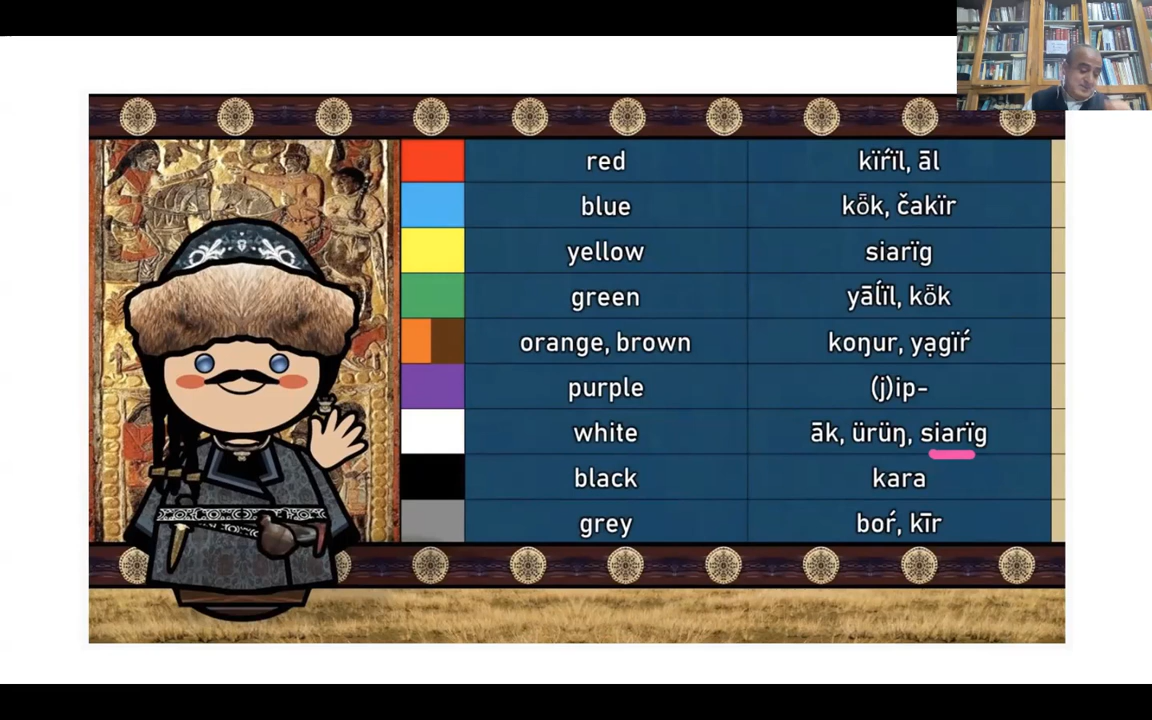 red kïŕïl, āl
blue kȫk, čakïr
yellow siarïg
green yāĺïl, kȫk
orange, brown koŋur, yạgïŕ
purple (j)ip-
white āk, ürüŋ, siarïg
black kara
grey boŕ, kīr